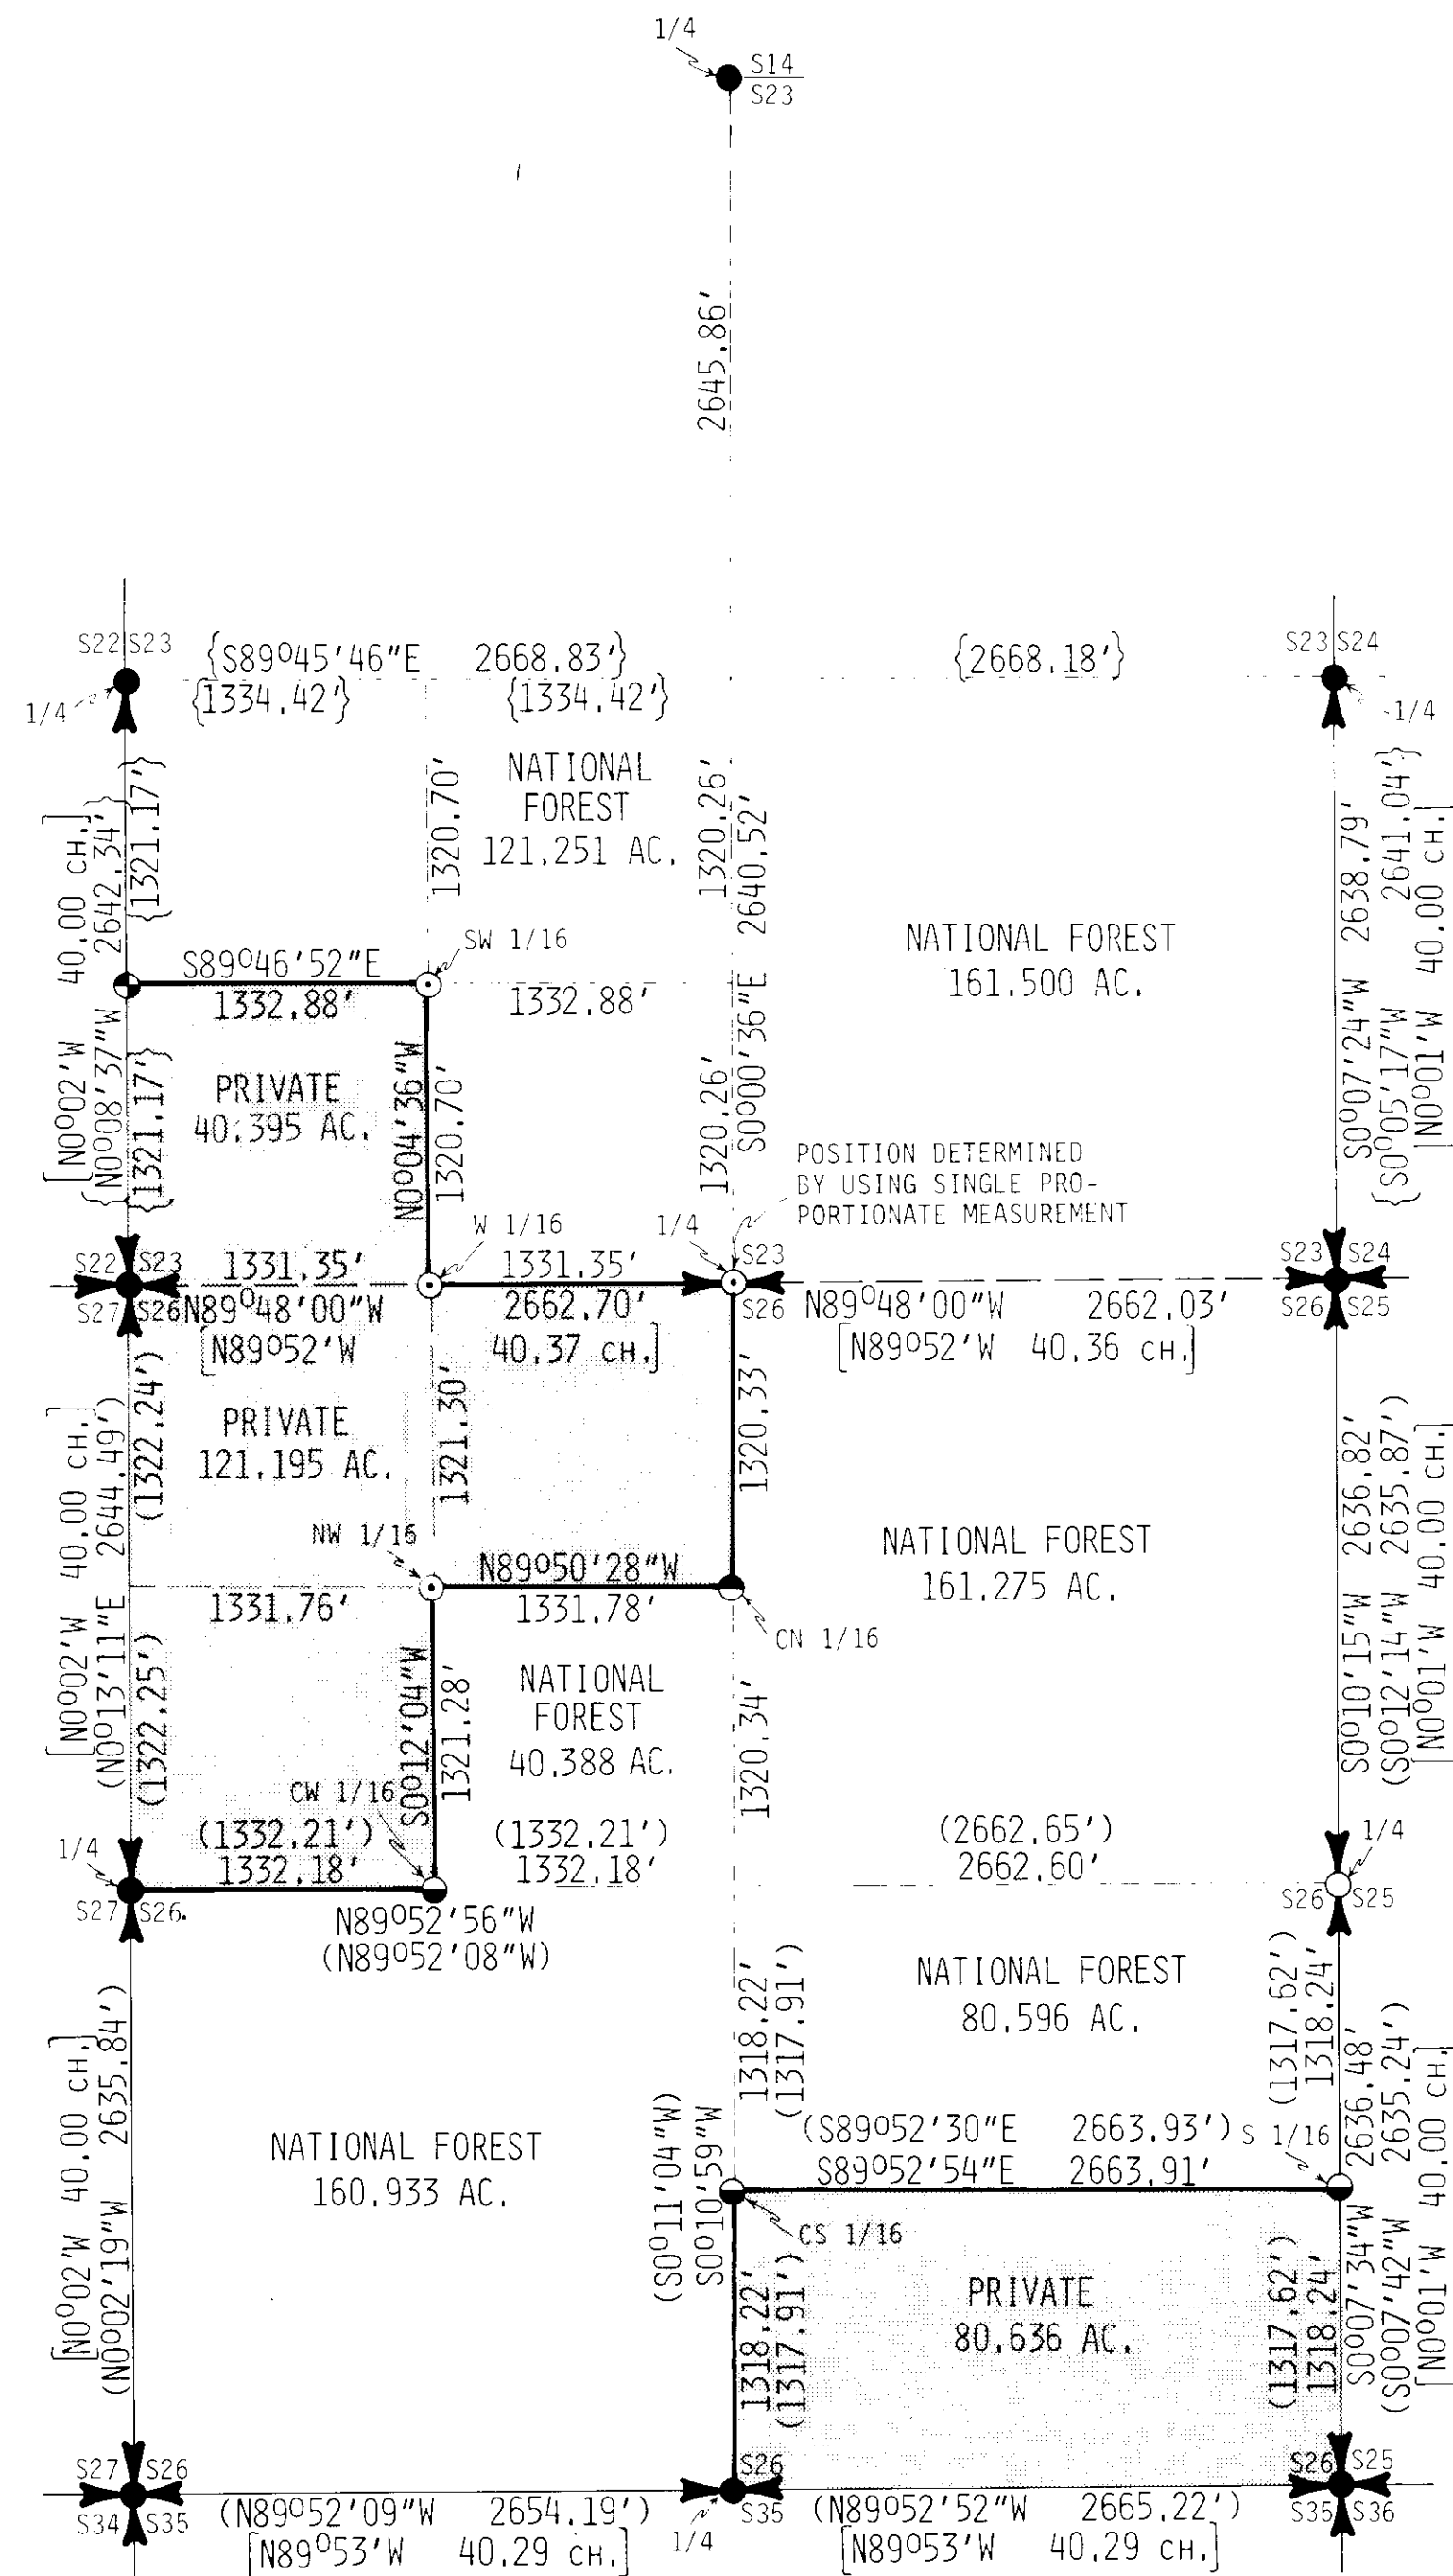 1/4
S14
S23
2645.86'
S22 S23
{S89°45'46"E 2668.83'}
{2668.18'}
S23 S24
1/4
{1334.42'}
{1334.42'}
1/4
[N0°02'W 40.00 CH.]
{N0°08'37"W 2642.34'}
{1321.17'}
1320.70'
NATIONAL
FOREST
121.251 AC.
1320.26'
S0°00'36"E 2640.52'
S0°07'24"W 2638.79'
{S0°05'17"W 2641.04'}
[N0°01'W 40.00 CH.]
NATIONAL FOREST
161.500 AC.
SW 1/16
S89°46'52"E
1332.88'
1332.88'
PRIVATE
40.395 AC.
{1321.17'}
N0°04'36"W
1320.70'
1320.26'
POSITION DETERMINED
BY USING SINGLE PRO-
PORTIONATE MEASUREMENT
W 1/16
1/4
S22 S23
1331.35'
1331.35'
S23
S23 S24
S27 S26
N89°48'00"W
2662.70'
S26
N89°48'00"W 2662.03'
S26 S25
[N89°52'W 40.37 CH.]
[N89°52'W 40.36 CH.]
[N0°02'W 40.00 CH.]
(N0°13'11"E 2644.49')
(1322.24')
PRIVATE
121.195 AC.
1321.30'
1320.33'
S0°10'15"W 2636.82'
(S0°12'14"W 2635.87')
[N0°01'W 40.00 CH.]
NW 1/16
N89°50'28"W
1331.76'
1331.78'
CN 1/16
NATIONAL FOREST
161.275 AC.
(1322.25')
S0°12'04"W
1321.28'
NATIONAL
FOREST
40.388 AC.
1320.34'
CW 1/16
1/4
(1332.21')
1332.18'
(1332.21')
1332.18'
(2662.65')
2662.60'
1/4
S27 S26
S26 S25
N89°52'56"W
(N89°52'08"W)
[N0°02'W 40.00 CH.]
(N0°02'19"W 2635.84')
NATIONAL FOREST
160.933 AC.
NATIONAL FOREST
80.596 AC.
1318.22'
(1317.91')
(1317.62')
1318.24'
S0°07'34"W 2636.48'
(S0°07'42"W 2635.24')
[N0°01'W 40.00 CH.]
(S0°11'04"W)
S0°10'59"W
(S89°52'30"E 2663.93')
S89°52'54"E 2663.91'
S 1/16
CS 1/16
PRIVATE
80.636 AC.
1318.22'
(1317.91')
(1317.62')
1318.24'
S27 S26
S26
S26 S25
S34 S35
(N89°52'09"W 2654.19')
S35
(N89°52'52"W 2665.22')
S35 S36
[N89°53'W 40.29 CH.]
1/4
[N89°53'W 40.29 CH.]